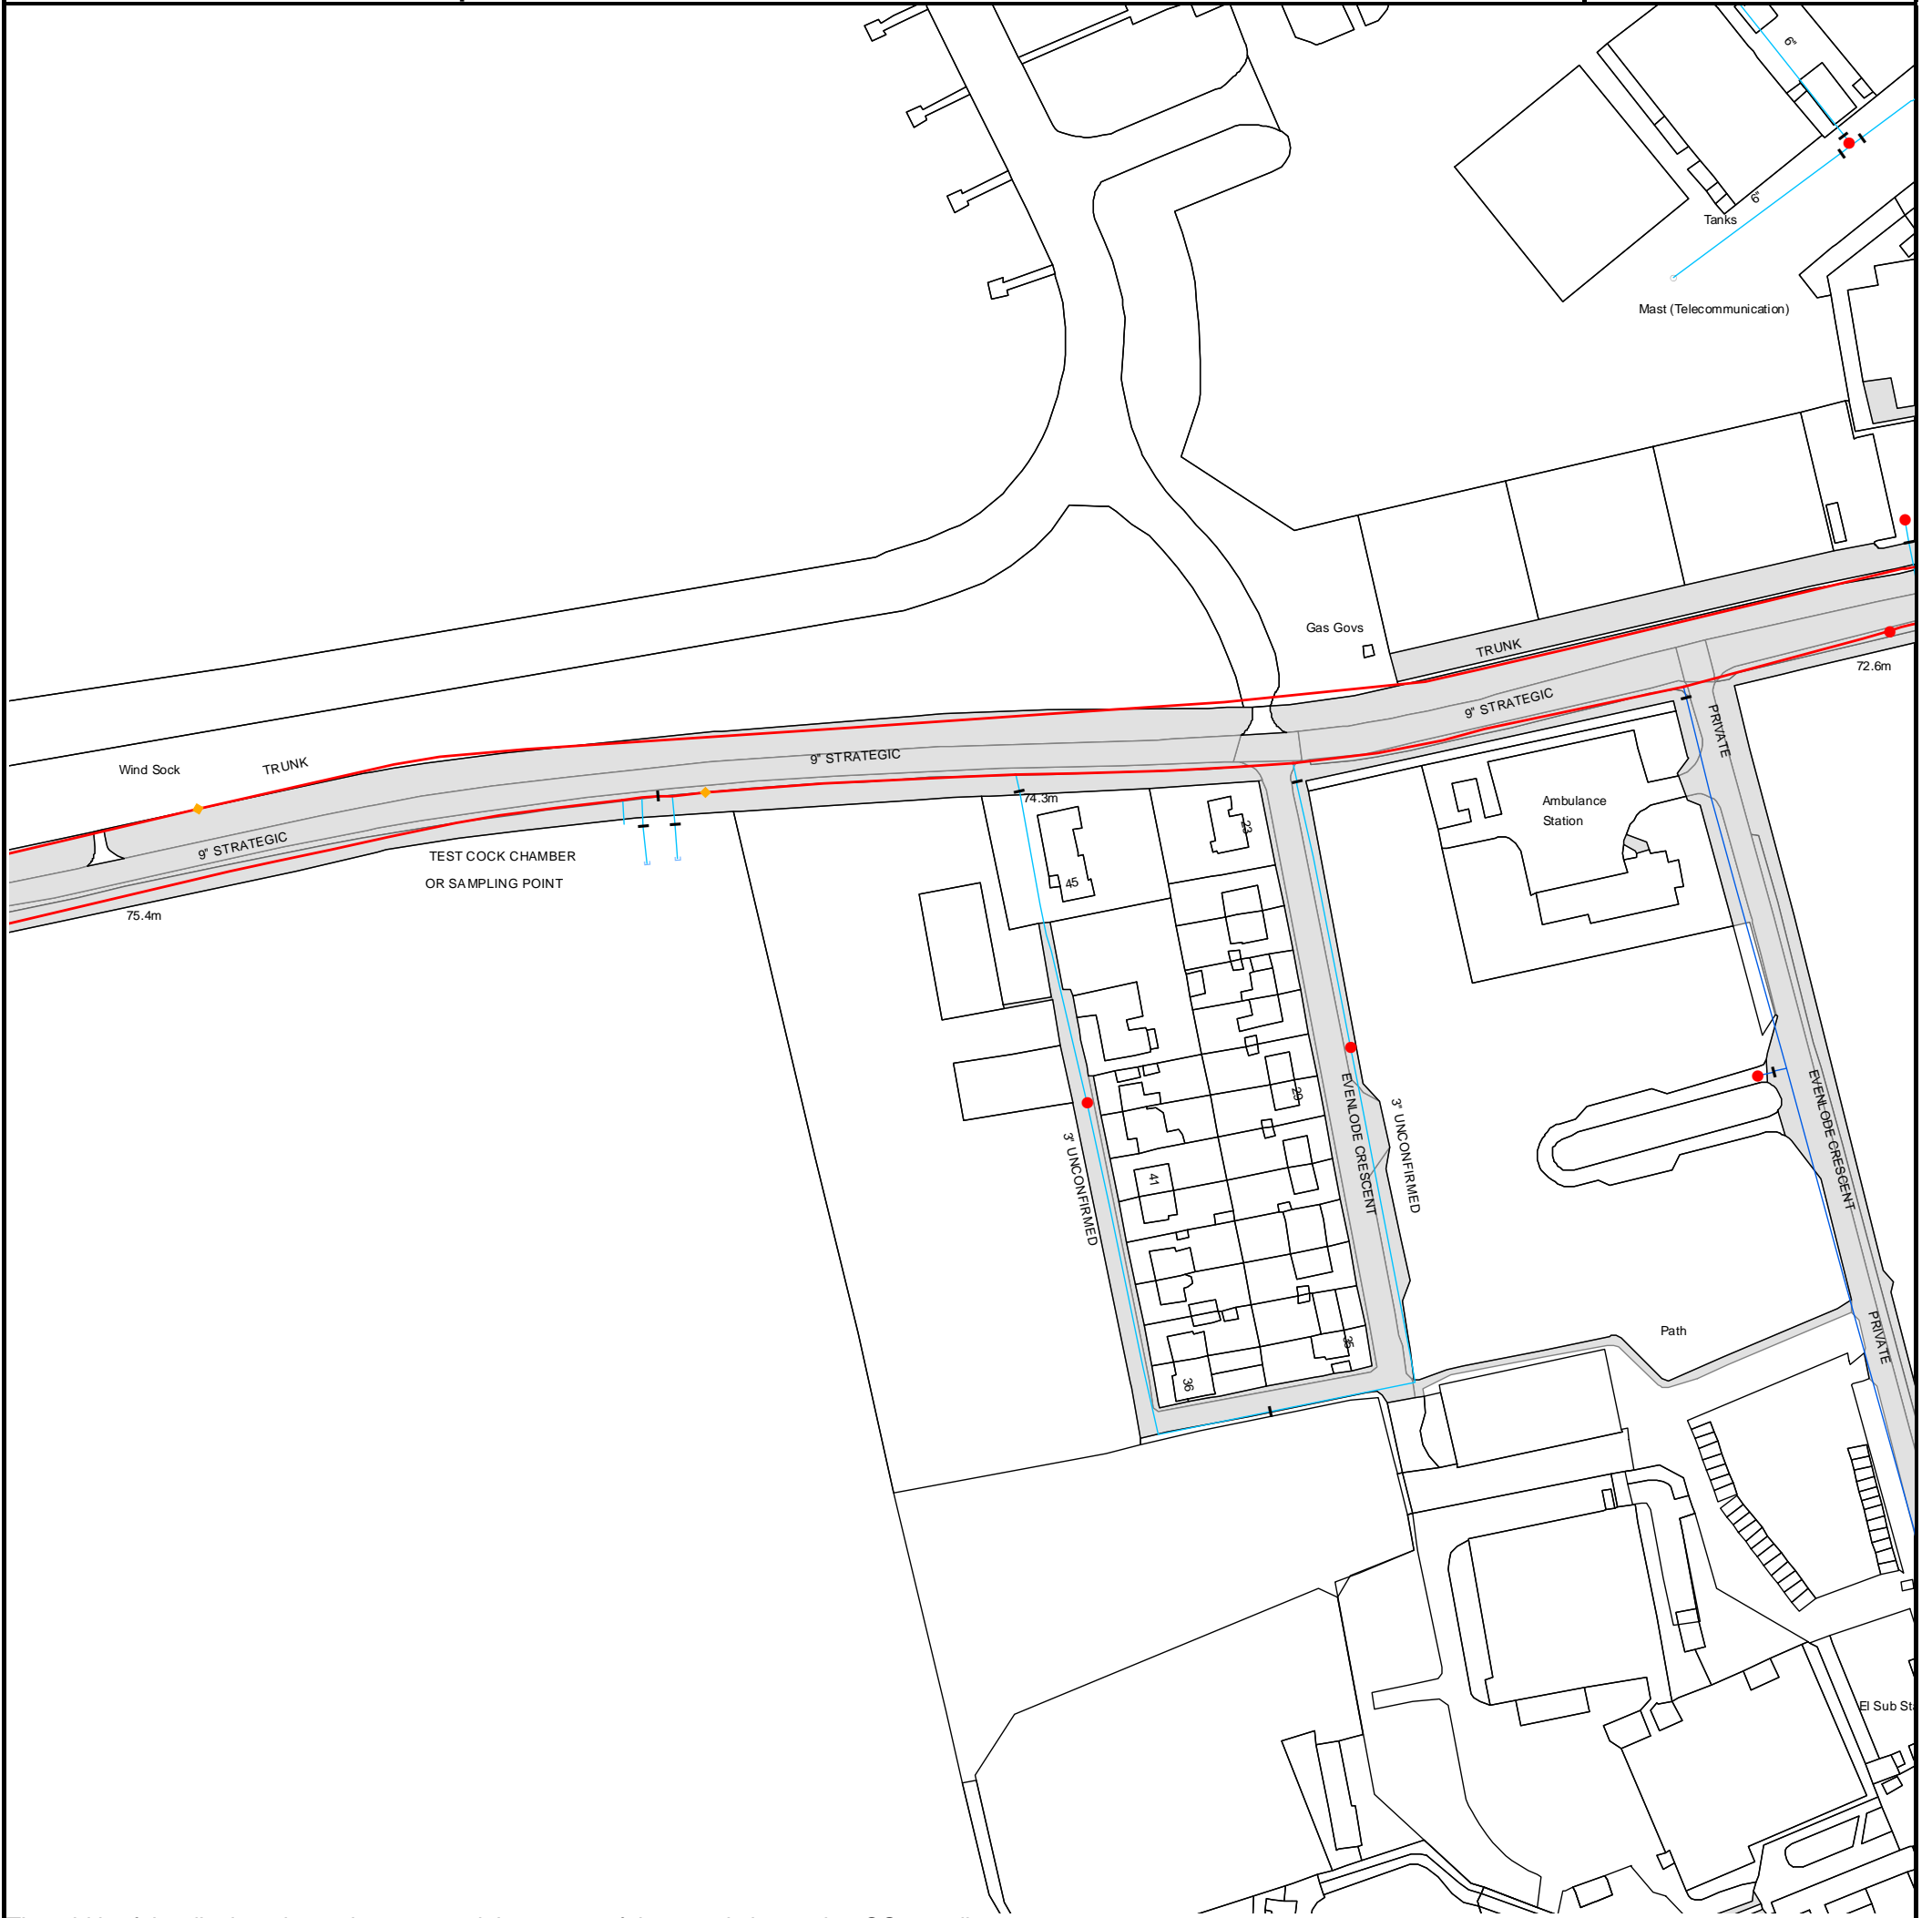 6"
6"
Tanks
Mast (Telecommunication)
Gas Govs
TRUNK
72.6m
9" STRATEGIC
PRIVATE
9" STRATEGIC
Wind Sock
TRUNK
74.3m
Ambulance
Station
23
9" STRATEGIC
TEST COCK CHAMBER
OR SAMPLING POINT
45
75.4m
29
EVENLODE CRESCENT
3" UNCONFIRMED
EVENLODE CRESCENT
3" UNCONFIRMED
41
Path
PRIVATE
35
36
El Sub Sta